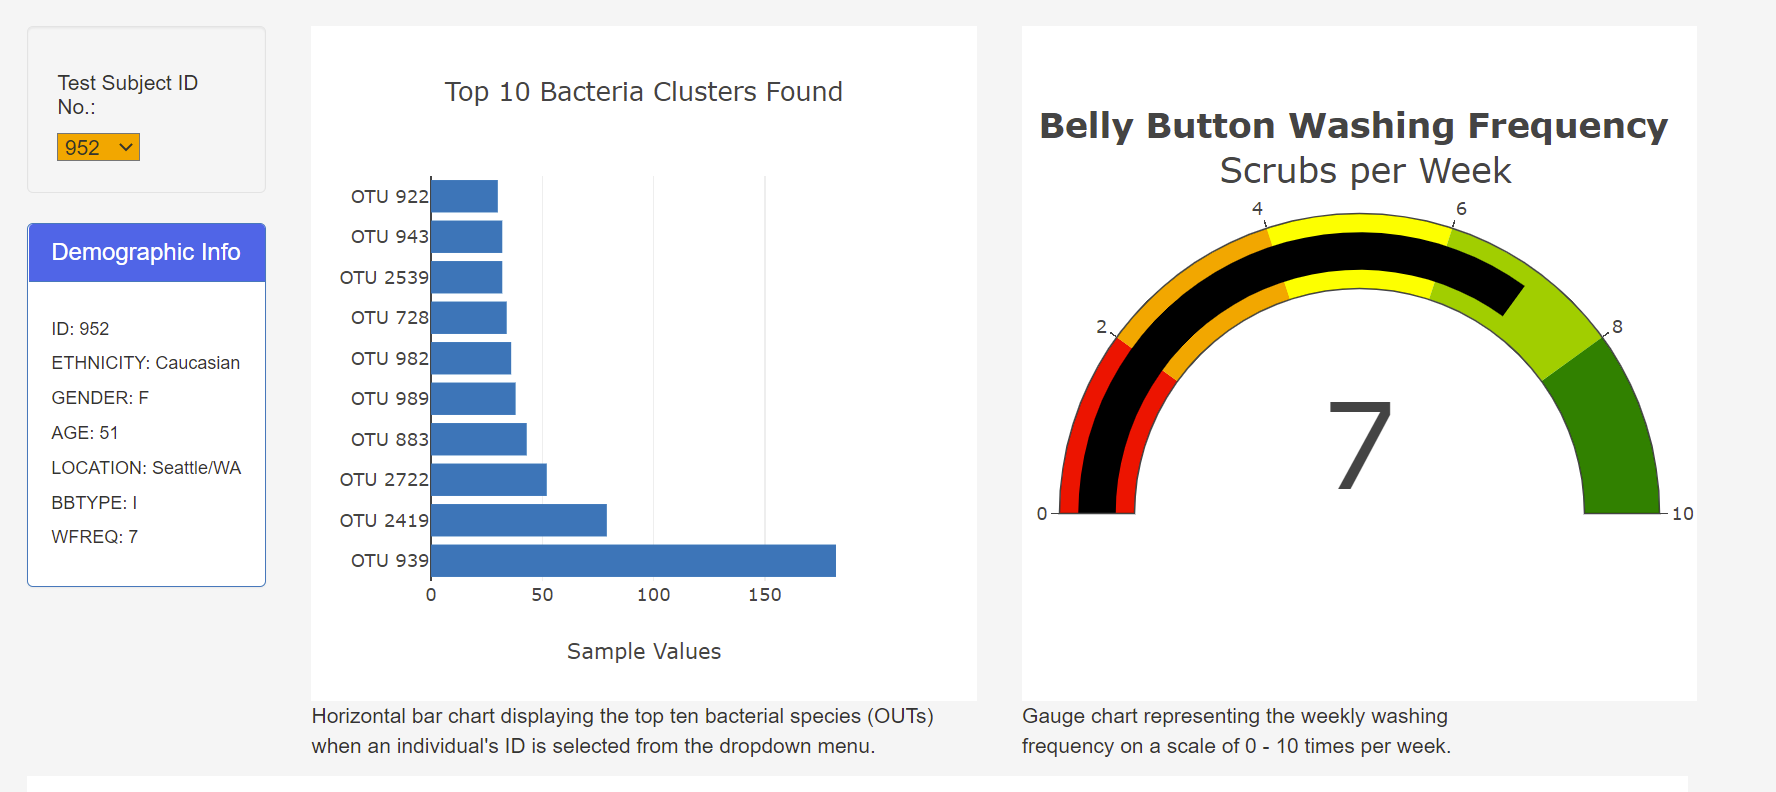 Test Subject ID
No.:
952
Demographic Info
ID: 952
ETHNICITY: Caucasian
GENDER: F
AGE: 51
LOCATION: Seattle/WA
BBTYPE: I
WFREQ: 7
Top 10 Bacteria Clusters Found
OTU 922
OTU 943
OTU 2539
OTU 728
OTU 982
OTU 989
OTU 883
OTU 2722
OTU 2419
OTU 939
0 50 100 150
Sample Values
Horizontal bar chart displaying the top ten bacterial species (OUTs)
when an individual's ID is selected from the dropdown menu.
Belly Button Washing Frequency
Scrubs per Week
4 6
2 8
7
0 10
Gauge chart representing the weekly washing
frequency on a scale of 0 - 10 times per week.